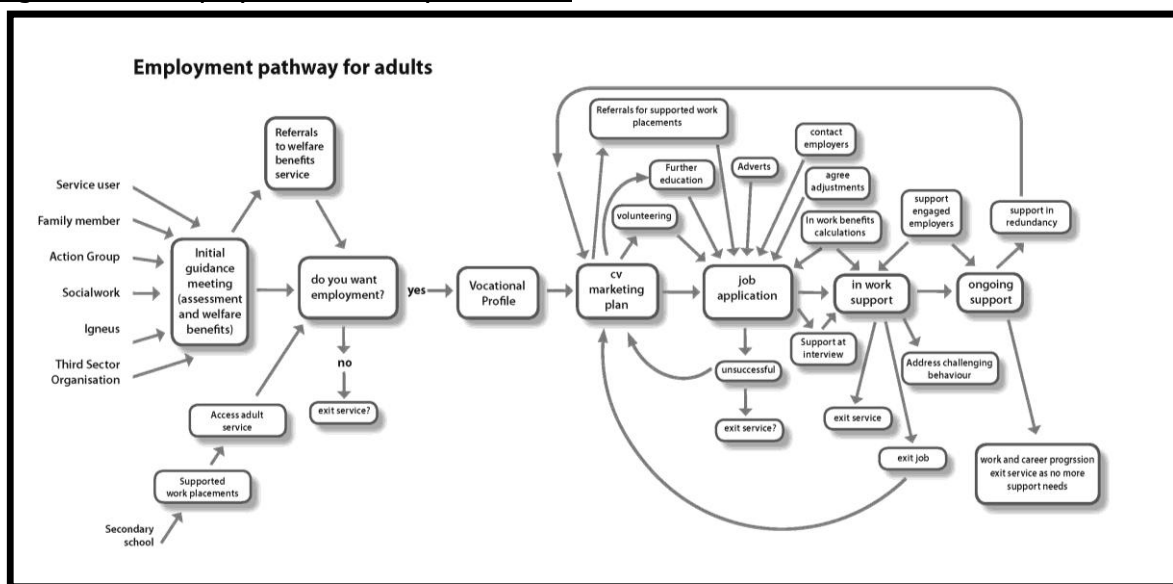 Employment pathway for adults
Service user
Family member
Action Group
Socialwork
Igneus
Third Sector
Organisation
Initial
guidance
meeting
(assessment
and welfare
benefits)
Referrals
to welfare
benefits
service
do you want
employment?
no
exit service?
Access adult
service
Supported
work placements
Secondary
school
yes
Vocational
Profile
cv
marketing
plan
Referrals for supported work
placements
Further
education
volunteering
Adverts
contact
employers
agree
adjustments
In work benefits
calculations
job
application
unsuccessful
exit service?
Support at
interview
in work
support
support
engaged
employers
Address challenging
behaviour
exit service
exit job
ongoing
support
support in
redundancy
work and career progrssion
exit service as no more
support needs